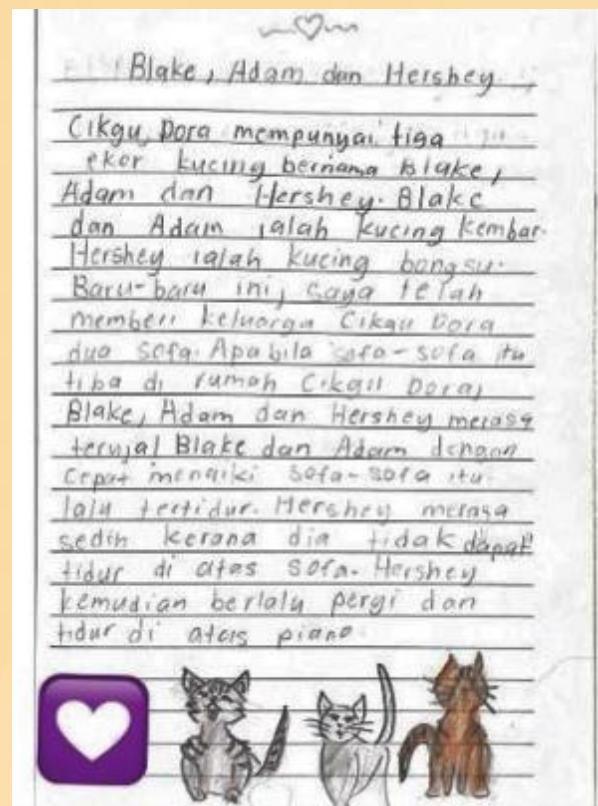 Blake, Adam dan Hershey
Cikgu Dora mempunyai tiga
ekor kucing bernama Blake,
Adam dan Hershey. Blake
dan Adam ialah kucing kembar.
Hershey ialah kucing bongsu.
Baru-baru ini, saya telah
memberi keluarga Cikgu Dora
dua sofa. Apabila sofa-sofa itu
tiba di rumah Cikgu Dora,
Blake, Adam dan Hershey merasa
teruja! Blake dan Adam dengan
cepat menaiki sofa-sofa itu
lalu tertidur. Hershey merasa
sedih kerana dia tidak dapat
tidur di atas sofa. Hershey
kemudian berlalu pergi dan
tidur di atas piano.